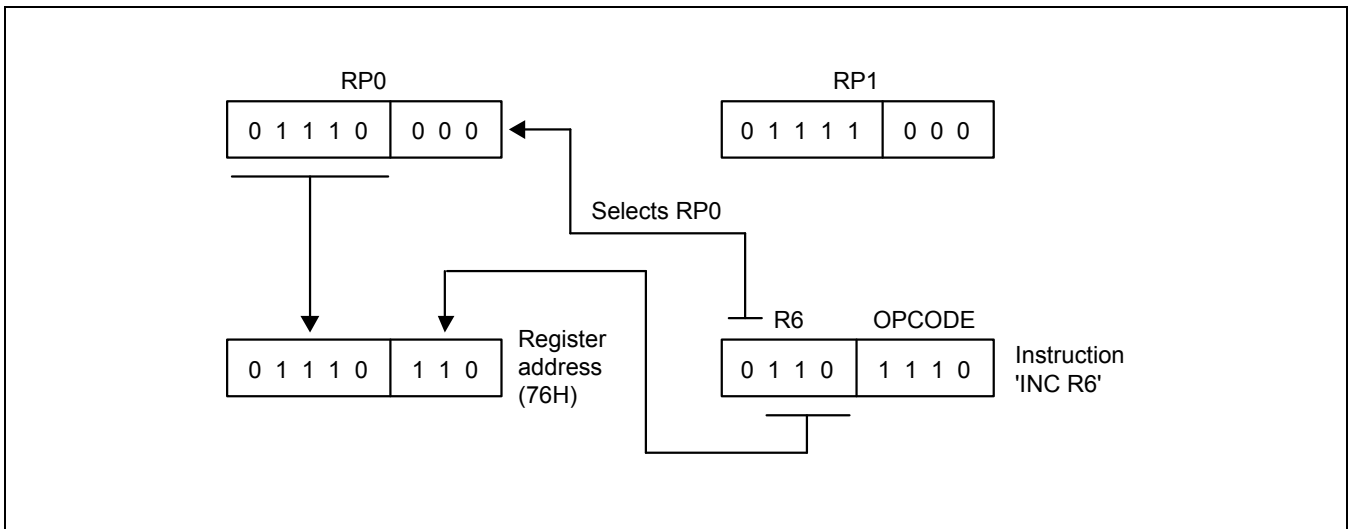 RP0 RP1
0 1 1 1 0 0 0 0 0 1 1 1 1 0 0 0
Selects RP0
R6 OPCODE
0 1 1 1 0 1 1 0 Register address (76H) 0 1 1 0 1 1 1 0 Instruction 'INC R6'